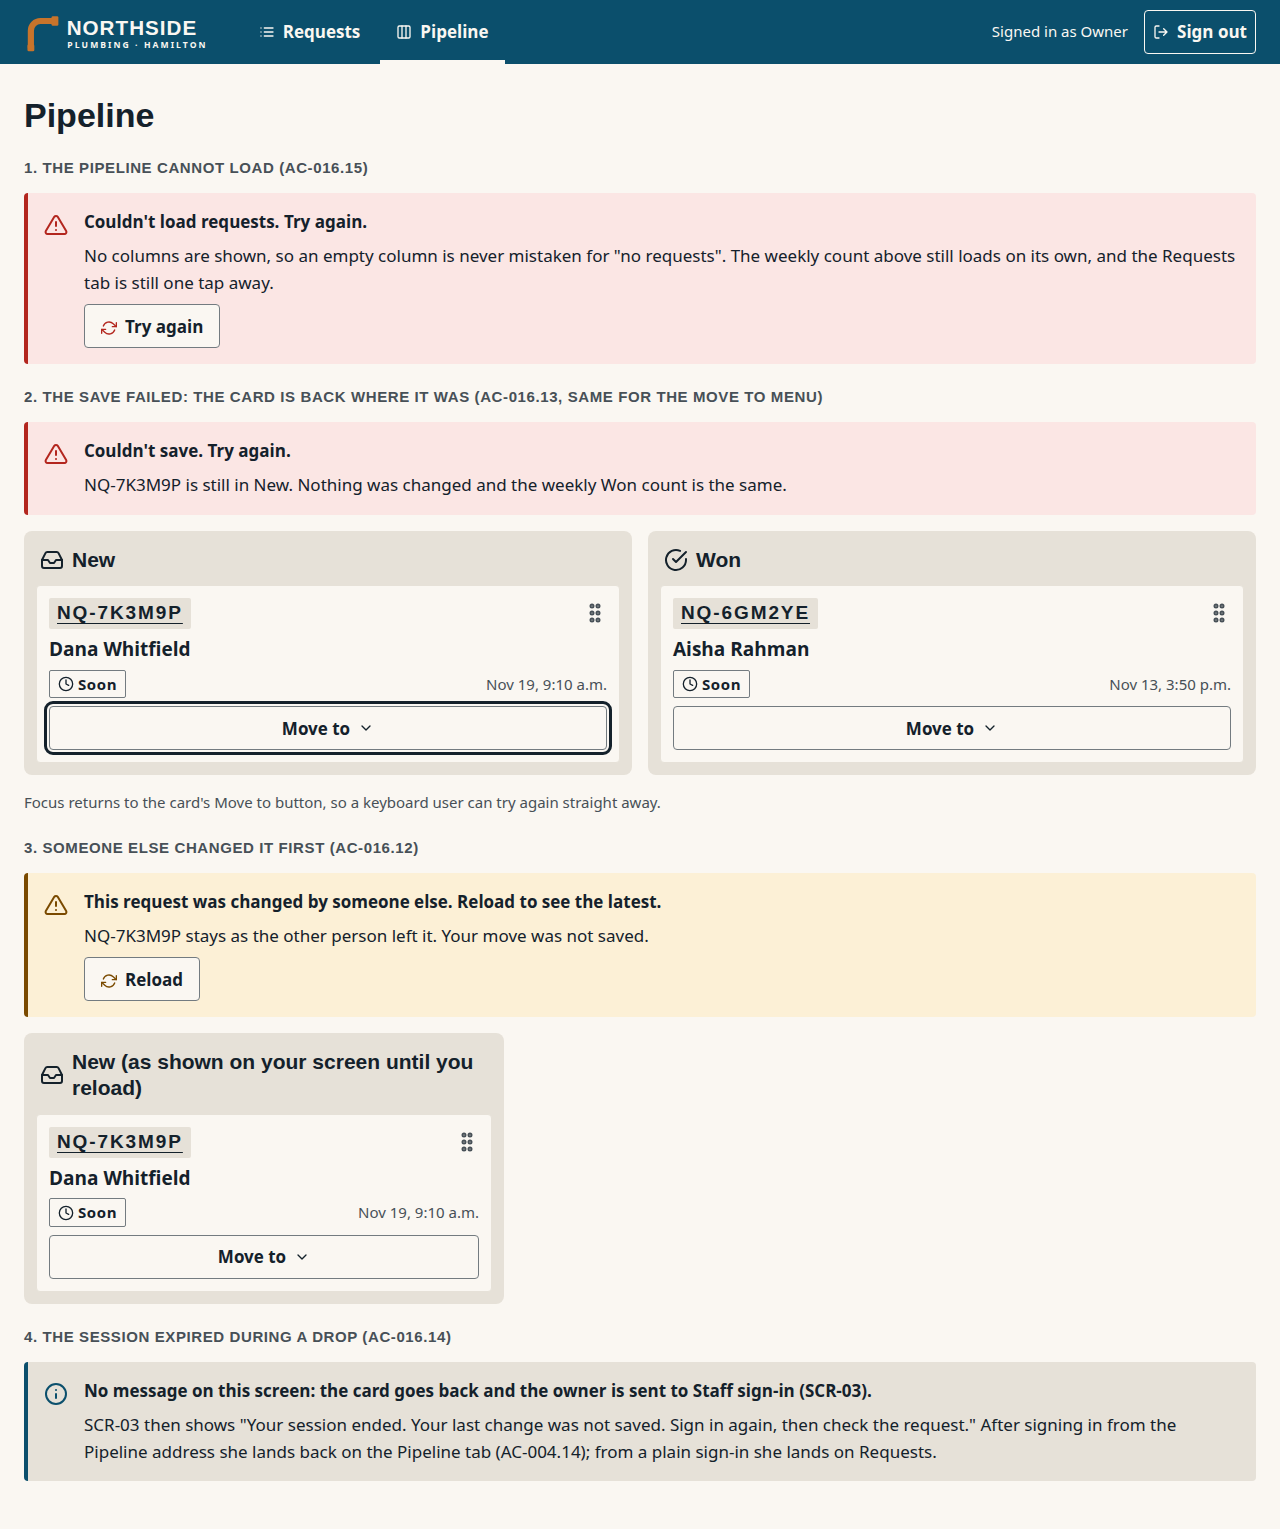 NORTHSIDE
PLUMBING · HAMILTON
Requests
Pipeline
Signed in as Owner
Sign out
Pipeline
1. THE PIPELINE CANNOT LOAD (AC-016.15)
Couldn't load requests. Try again.
No columns are shown, so an empty column is never mistaken for "no requests". The weekly count above still loads on its own, and the Requests
tab is still one tap away.
Try again
2. THE SAVE FAILED: THE CARD IS BACK WHERE IT WAS (AC-016.13, SAME FOR THE MOVE TO MENU)
Couldn't save. Try again.
NQ-7K3M9P is still in New. Nothing was changed and the weekly Won count is the same.
New
NQ-7K3M9P
Dana Whitfield
Soon
Nov 19, 9:10 a.m.
Move to
Won
NQ-6GM2YE
Aisha Rahman
Soon
Nov 13, 3:50 p.m.
Move to
Focus returns to the card's Move to button, so a keyboard user can try again straight away.
3. SOMEONE ELSE CHANGED IT FIRST (AC-016.12)
This request was changed by someone else. Reload to see the latest.
NQ-7K3M9P stays as the other person left it. Your move was not saved.
Reload
New (as shown on your screen until you
reload)
NQ-7K3M9P
Dana Whitfield
Soon
Nov 19, 9:10 a.m.
Move to
4. THE SESSION EXPIRED DURING A DROP (AC-016.14)
No message on this screen: the card goes back and the owner is sent to Staff sign-in (SCR-03).
SCR-03 then shows "Your session ended. Your last change was not saved. Sign in again, then check the request." After signing in from the
Pipeline address she lands back on the Pipeline tab (AC-004.14); from a plain sign-in she lands on Requests.